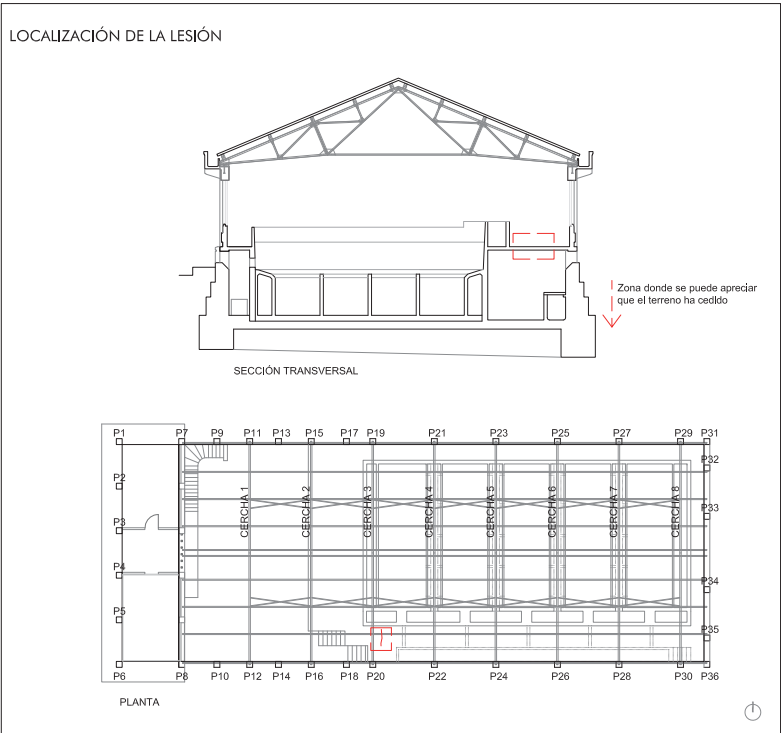 LOCALIZACIÓN DE LA LESIÓN
Zona donde se puede apreciar
que el terreno ha cedido
SECCIÓN TRANSVERSAL
P1 P7 P9 P11 P13 P15 P17 P19 P21 P23 P25 P27 P29 P31
P32
P2
CERCHA 1 CERCHA 2 CERCHA 3 CERCHA 4 CERCHA 5 CERCHA 6 CERCHA 7 CERCHA 8
P33
P3
P4
P34
P5
P35
P6 P8 P10 P12 P14 P16 P18 P20 P22 P24 P26 P28 P30 P36
PLANTA